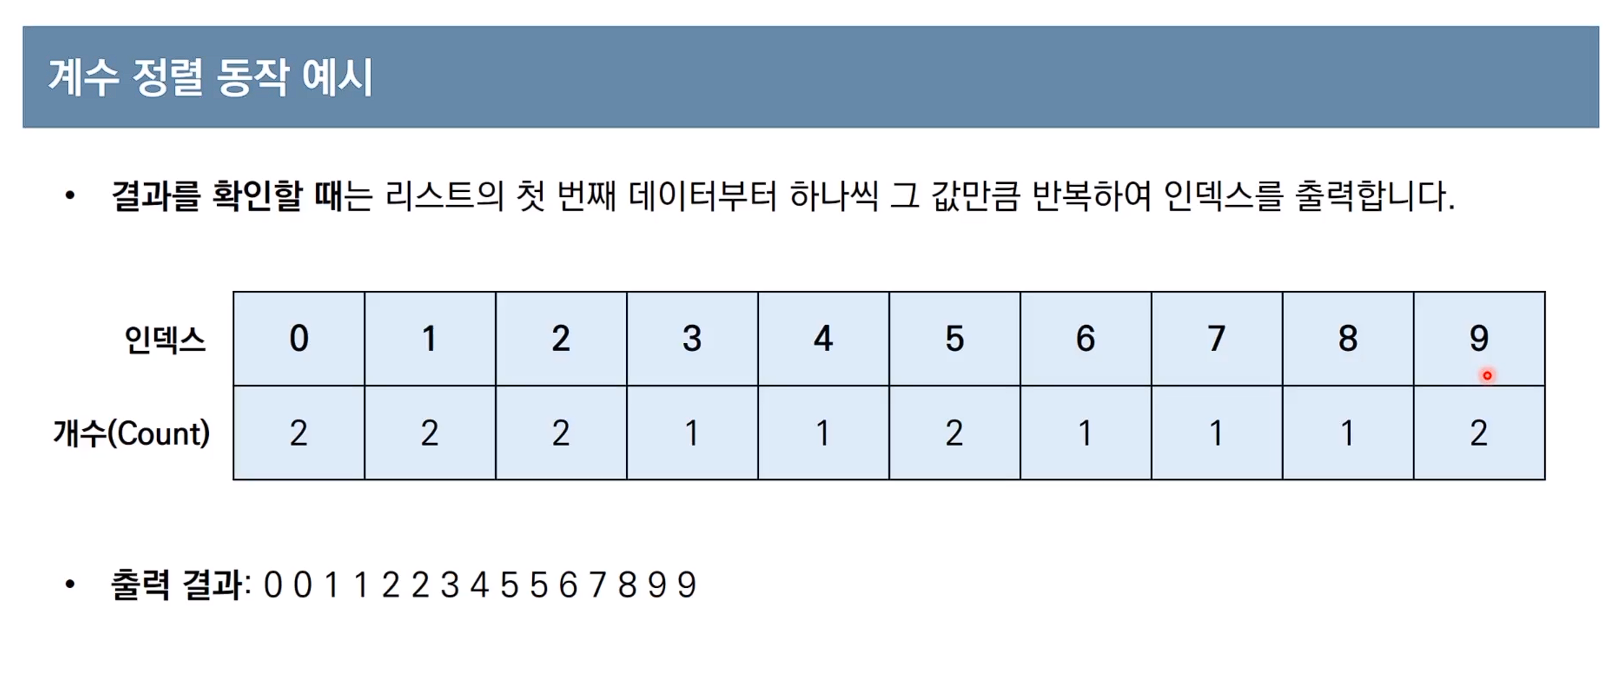 계수 정렬 동작 예시
• 결과를 확인할 때는 리스트의 첫 번째 데이터부터 하나씩 그 값만큼 반복하여 인덱스를 출력합니다.
인덱스 0 1 2 3 4 5 6 7 8 9
개수(Count) 2 2 2 1 1 2 1 1 1 2
• 출력 결과: 0 0 1 1 2 2 3 4 5 5 6 7 8 9 9